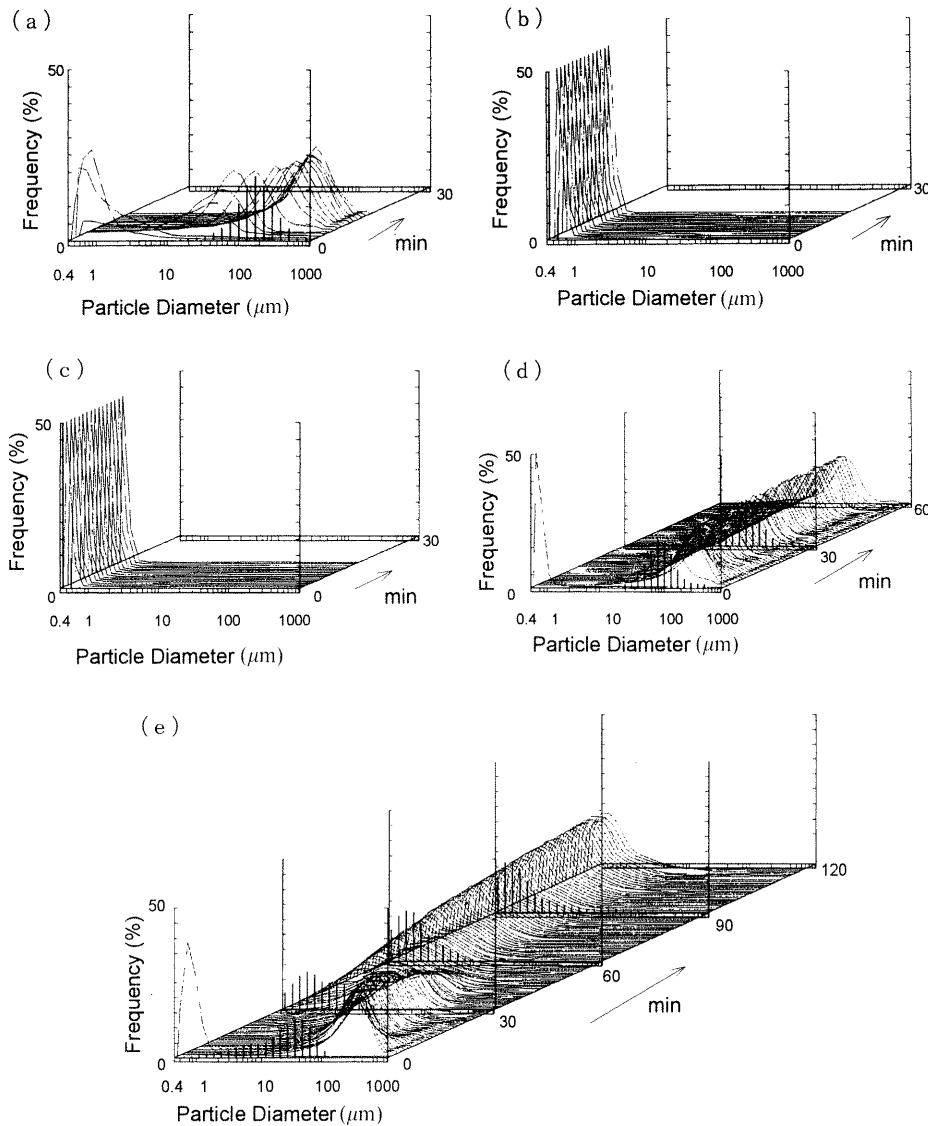 (a)
50
Frequency (%)
0
30
min
0
0.4 1 10 100 1000
Particle Diameter (μm)
(b)
50
Frequency (%)
0
30
min
0
0.4 1 10 100 1000
Particle Diameter (μm)
(c)
50
Frequency (%)
0
30
min
0
0.4 1 10 100 1000
Particle Diameter (μm)
(d)
50
Frequency (%)
0
60
30
min
0
0.4 1 10 100 1000
Particle Diameter (μm)
(e)
50
Frequency (%)
0
120
90
60
min
30
0
0.4 1 10 100 1000
Particle Diameter (μm)